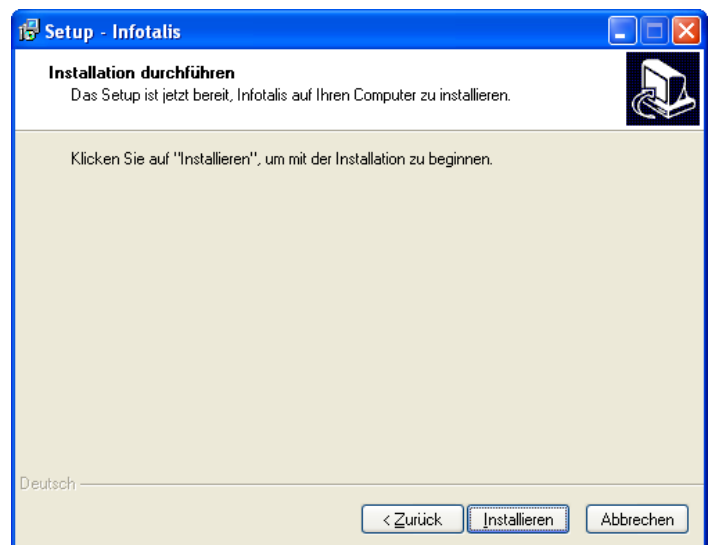 Setup - Infotalis
Installation durchführen
Das Setup ist jetzt bereit, Infotalis auf Ihren Computer zu installieren.
Klicken Sie auf "Installieren", um mit der Installation zu beginnen.
Deutsch
< Zurück Installieren Abbrechen